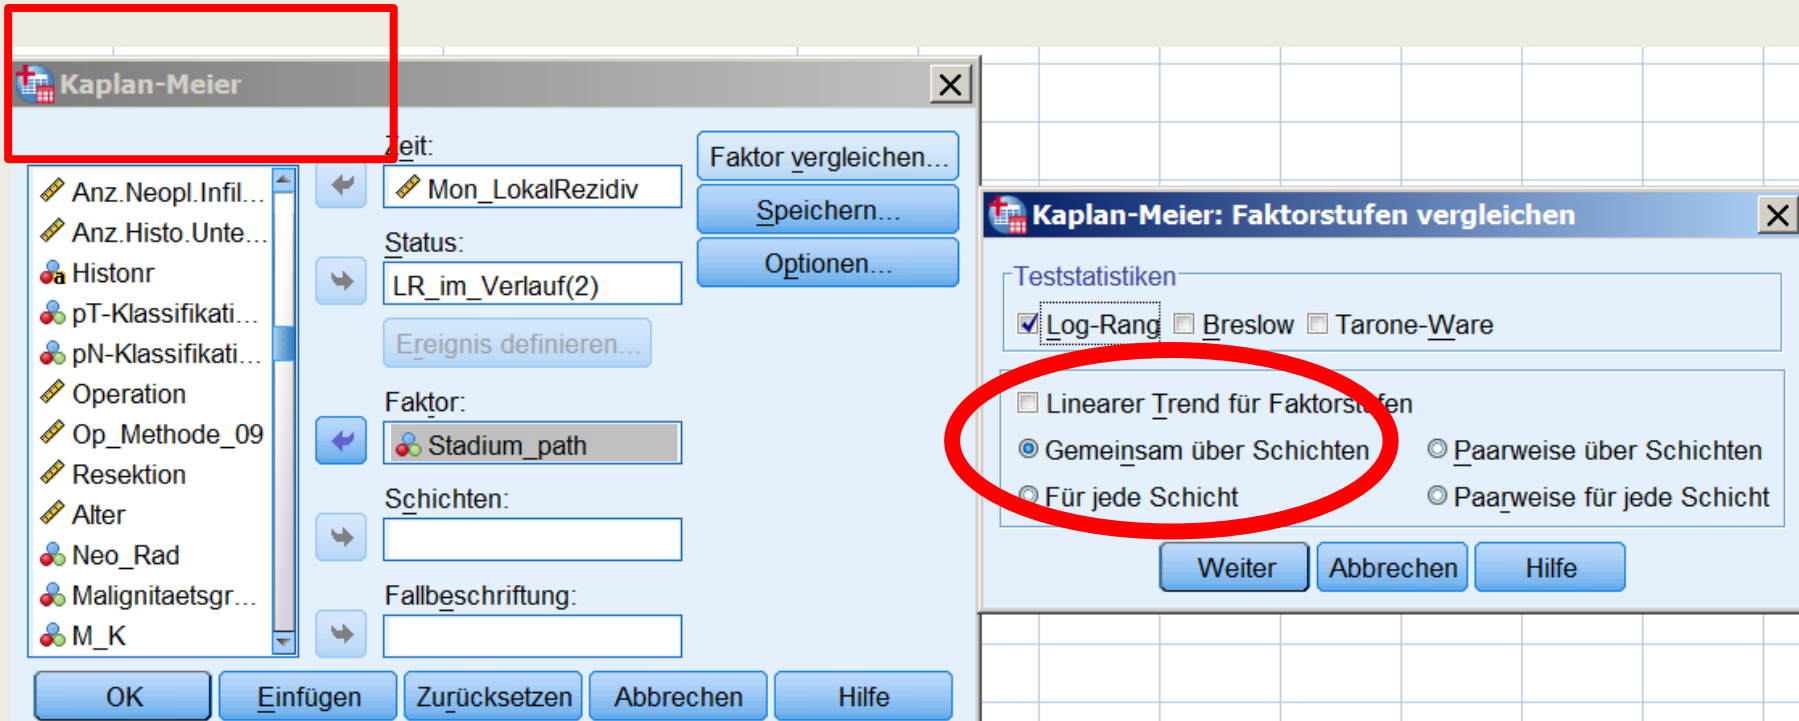 Kaplan-Meier
Zeit:
Mon_LokalRezidiv
Status:
LR_im_Verlauf(2)
Ereignis definieren...
Faktor:
Stadium_path
Schichten:
Fallbeschriftung:
Anz.Neopl.Infil...
Anz.Histo.Unte...
Histonr
pT-Klassifikati...
pN-Klassifikati...
Operation
Op_Methode_09
Resektion
Alter
Neo_Rad
Malignitaetsgr...
M_K
Faktor vergleichen...
Speichern...
Optionen...
OK Einfügen Zurücksetzen Abbrechen Hilfe
Kaplan-Meier: Faktorstufen vergleichen
Teststatistiken
Log-Rang Breslow Tarone-Ware
Linearer Trend für Faktorstufen
Gemeinsam über Schichten Paarweise über Schichten
Für jede Schicht Paarweise für jede Schicht
Weiter Abbrechen Hilfe